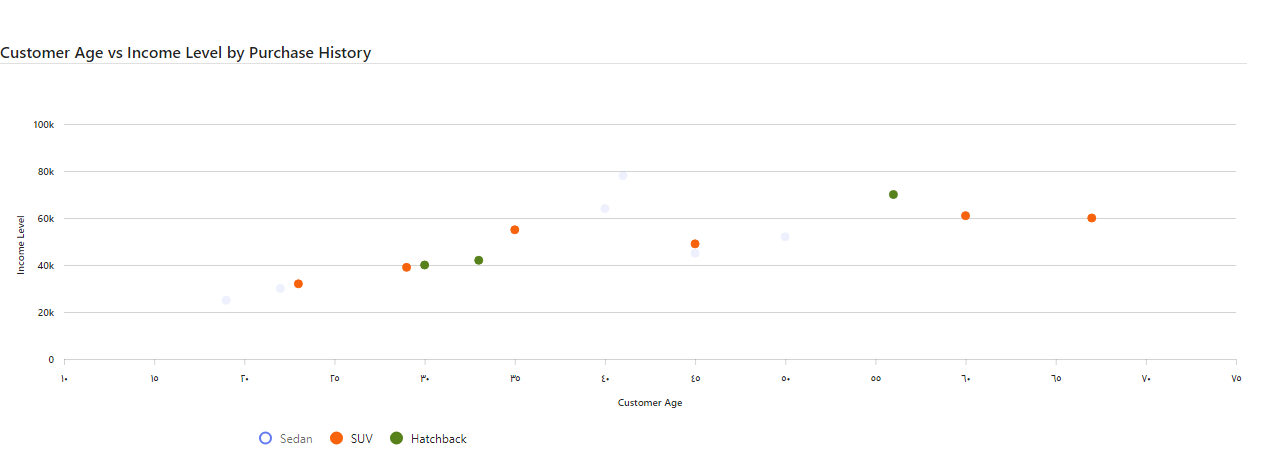 Customer Age vs Income Level by Purchase History
100k
80k
60k
40k
20k
0
Income Level
١٠ ١٥ ٢٠ ٢٥ ٣٠ ٣٥ ٤٠ ٤٥ ٥٠ ٥٥ ٦٠ ٦٥ ٧٠ ٧٥
Customer Age
Sedan SUV Hatchback